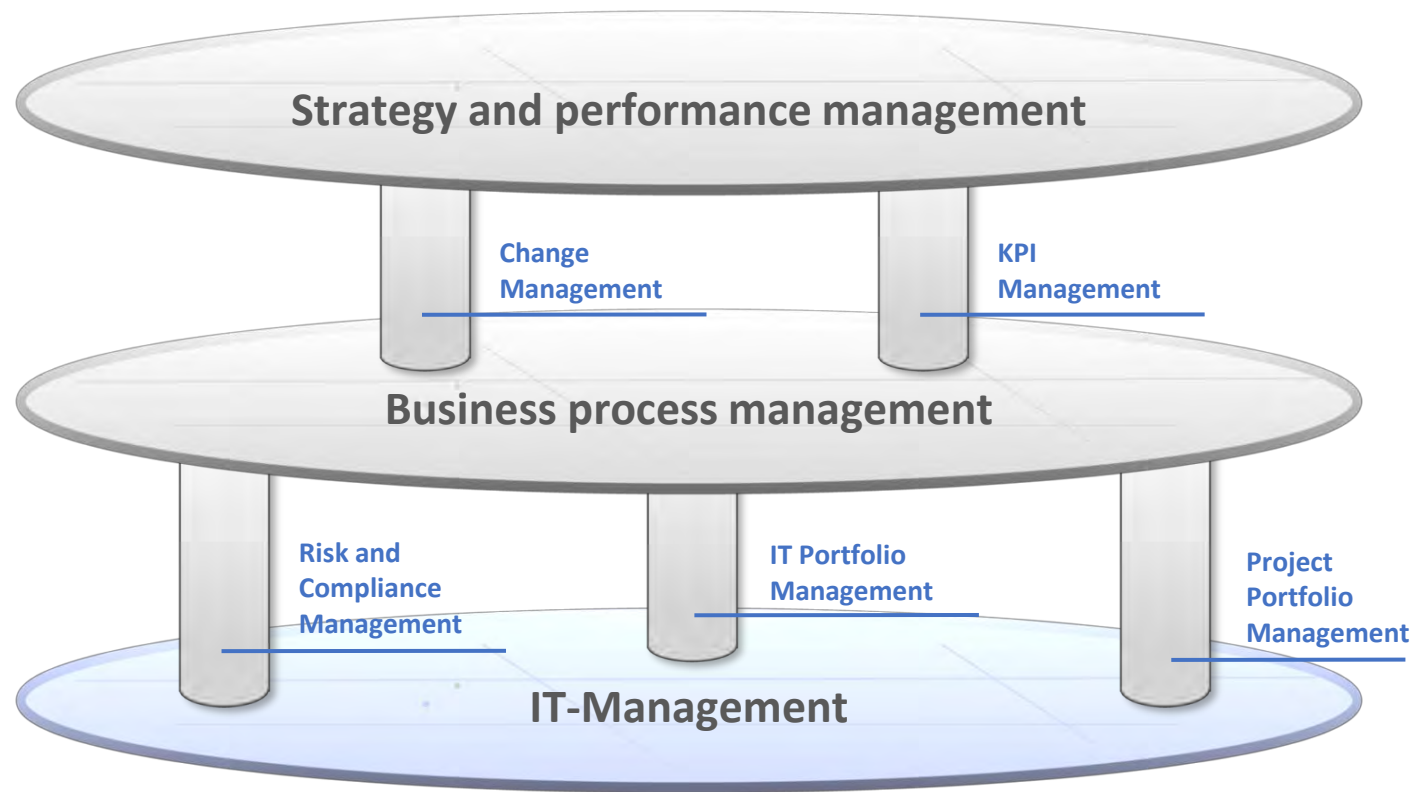 Strategy and performance management
Change
Management
KPI
Management
Business process management
Risk and
Compliance
Management
IT Portfolio
Management
Project
Portfolio
Management
IT-Management